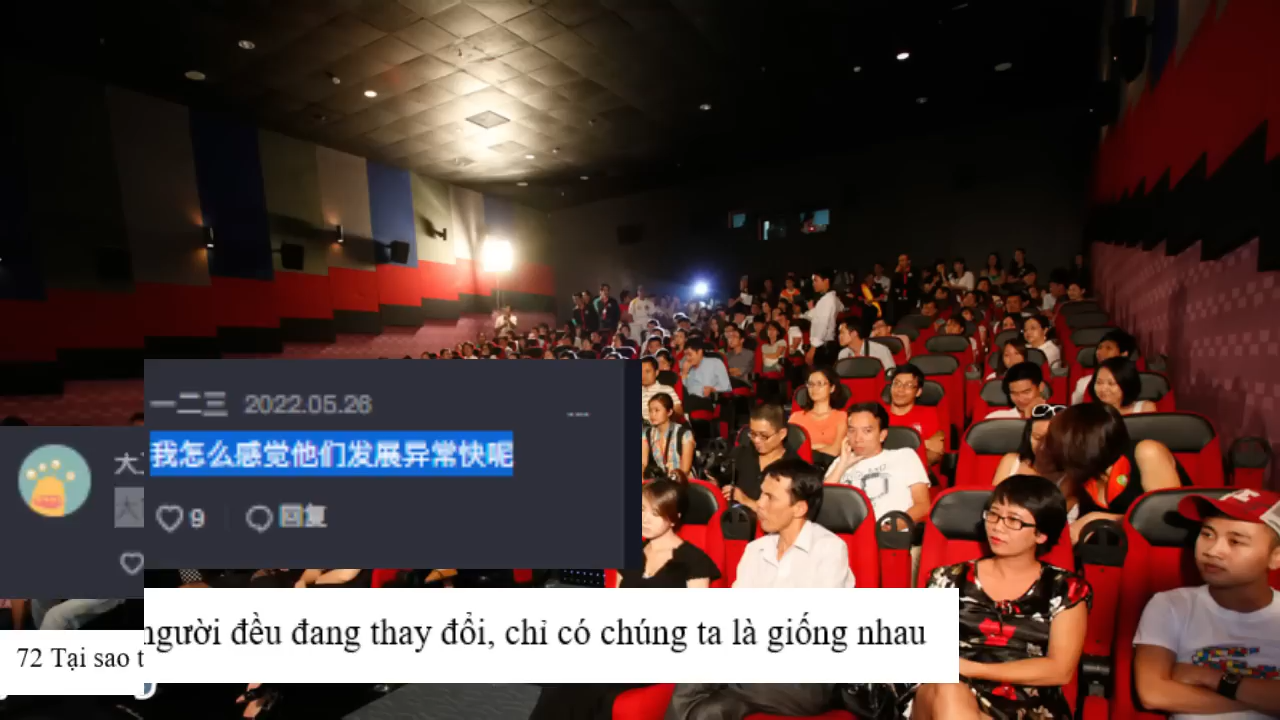 一二三 2022.05.26
我怎么感觉他们发展异常快呢
9 回复
người đều đang thay đổi, chỉ có chúng ta là giống nhau
72 Tại sao t